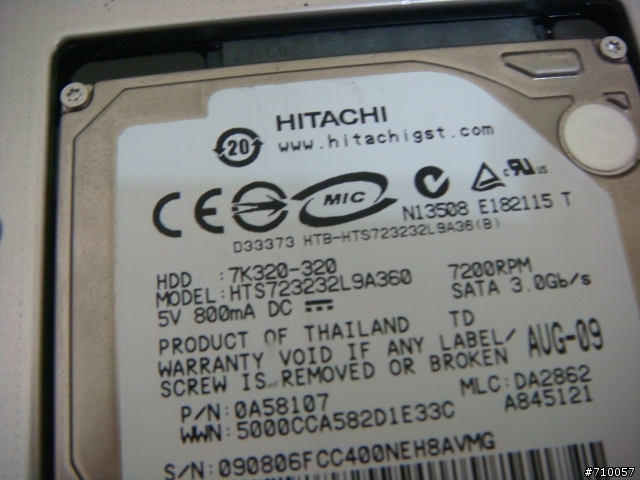 HITACHI
www.hitachigst.com
20
CE MIC c UR us
N13508 E182115 T
D33373 HTB-HTS723232L9A36(B)
HDD :7K320-320 7200RPM
MODEL:HTS723232L9A360 SATA 3.0Gb/s
5V 800mA DC
PRODUCT OF THAILAND TD
WARRANTY VOID IF ANY LABEL/ AUG-09
SCREW IS REMOVED OR BROKEN
P/N:0A58107 MLC:DA2862
WWN:5000CCA582D1E33C A845121
S/N:090806FCC400NEH8AVMG
#710057